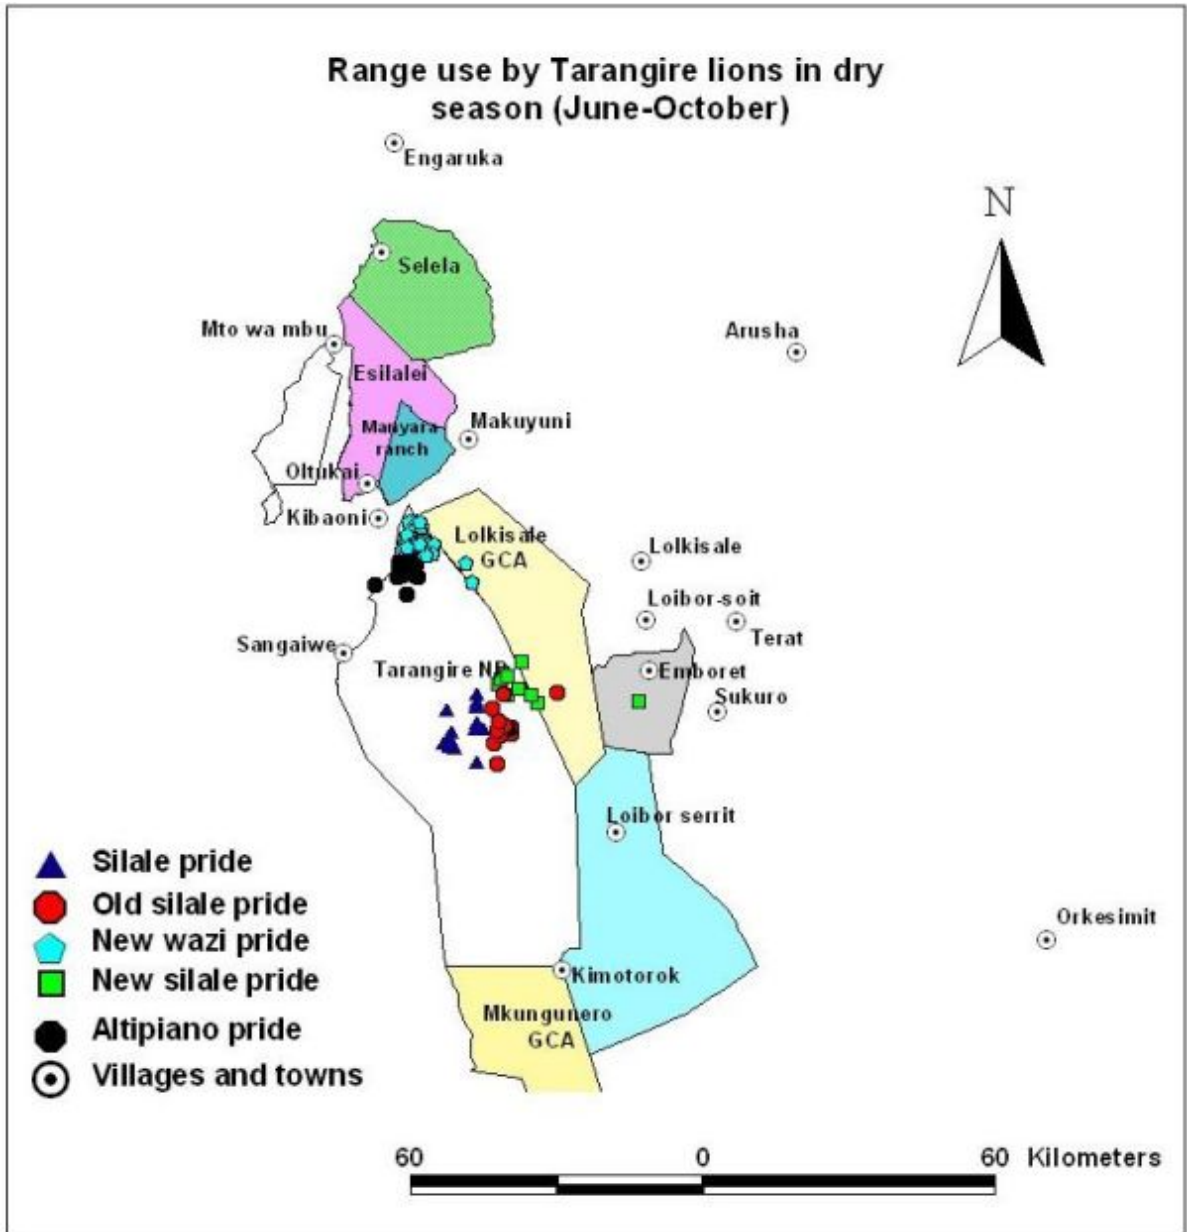 Range use by Tarangire lions in dry
season (June-October)
Engaruka
N
Selela
Mto wa mbu
Arusha
Esilalei
Makuyuni
Manyara
ranch
Oltukai
Kibaoni
Lolkisale
GCA
Lolkisale
Loibor-soit
Terat
Sangaiwe
Tarangire NP
Emboret
Sukuro
Loibor serrit
Silale pride
Old silale pride
New wazi pride
New silale pride
Altipiano pride
Villages and towns
Orkesimit
Kimotorok
Mkungunero
GCA
60 0 60 Kilometers